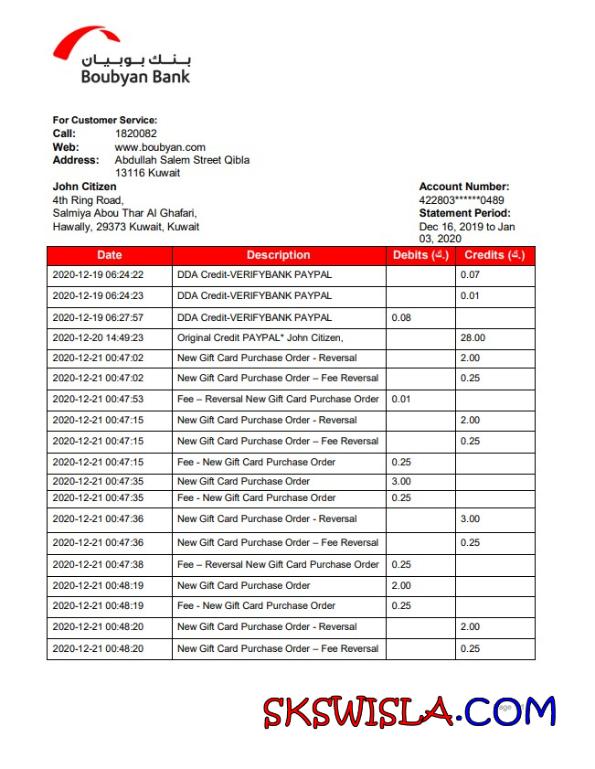 بنك بوبيان
Boubyan Bank
For Customer Service:
Call: 1820082
Web: www.boubyan.com
Address: Abdullah Salem Street Qibla
13116 Kuwait
John Citizen
4th Ring Road,
Salmiya Abou Thar Al Ghafari,
Hawally, 29373 Kuwait, Kuwait
Account Number:
422803******0489
Statement Period:
Dec 16, 2019 to Jan
03, 2020
Date Description Debits (د.) Credits (د.)
2020-12-19 06:24:22 DDA Credit-VERIFYBANK PAYPAL 0.07
2020-12-19 06:24:23 DDA Credit-VERIFYBANK PAYPAL 0.01
2020-12-19 06:27:57 DDA Credit-VERIFYBANK PAYPAL 0.08
2020-12-20 14:49:23 Original Credit PAYPAL* John Citizen, 28.00
2020-12-21 00:47:02 New Gift Card Purchase Order - Reversal 2.00
2020-12-21 00:47:02 New Gift Card Purchase Order – Fee Reversal 0.25
2020-12-21 00:47:53 Fee – Reversal New Gift Card Purchase Order 0.01
2020-12-21 00:47:15 New Gift Card Purchase Order - Reversal 2.00
2020-12-21 00:47:15 New Gift Card Purchase Order – Fee Reversal 0.25
2020-12-21 00:47:15 Fee - New Gift Card Purchase Order 0.25
2020-12-21 00:47:35 New Gift Card Purchase Order 3.00
2020-12-21 00:47:35 Fee - New Gift Card Purchase Order 0.25
2020-12-21 00:47:36 New Gift Card Purchase Order - Reversal 3.00
2020-12-21 00:47:36 New Gift Card Purchase Order – Fee Reversal 0.25
2020-12-21 00:47:38 Fee – Reversal New Gift Card Purchase Order 0.25
2020-12-21 00:48:19 New Gift Card Purchase Order 2.00
2020-12-21 00:48:19 Fee - New Gift Card Purchase Order 0.25
2020-12-21 00:48:20 New Gift Card Purchase Order - Reversal 2.00
2020-12-21 00:48:20 New Gift Card Purchase Order – Fee Reversal 0.25
SKSWISLA.COM